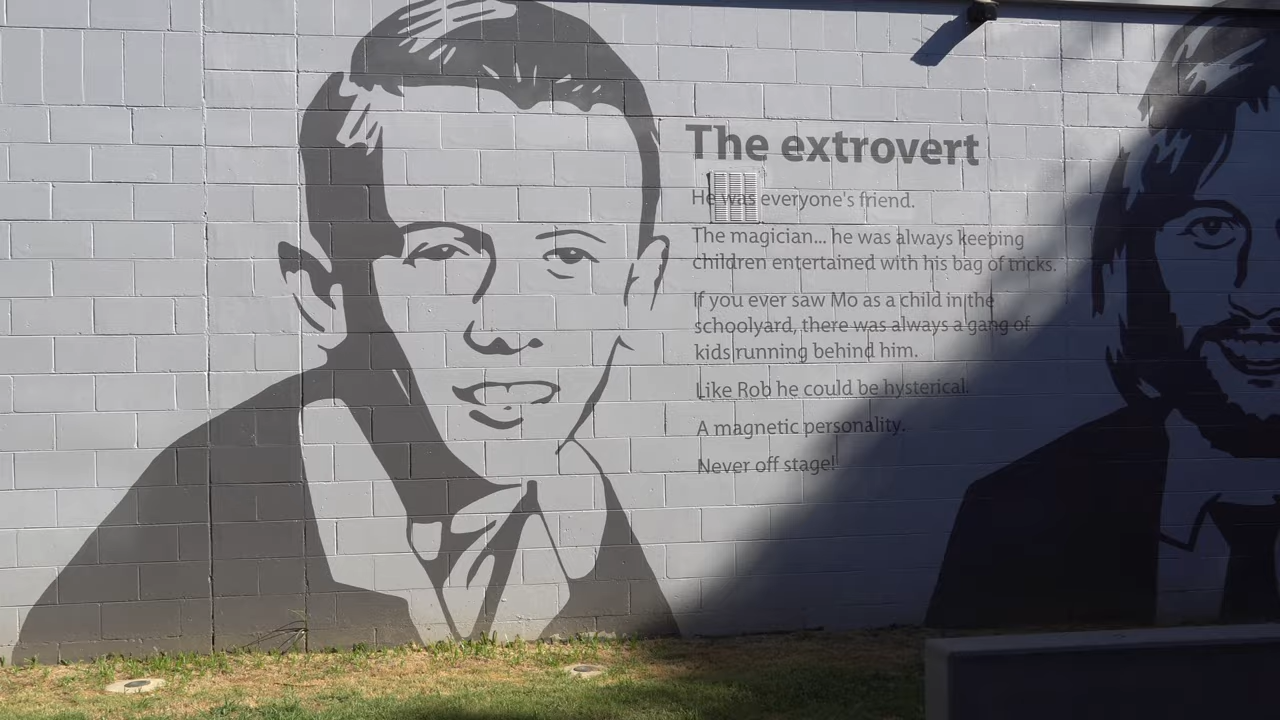 The extrovert
He was everyone's friend.
The magician... he was always keeping
children entertained with his bag of tricks.
If you ever saw Mo as a child in the
schoolyard, there was always a gang of
kids running behind him.
Like Rob he could be hysterical.
A magnetic personality.
Never off stage!